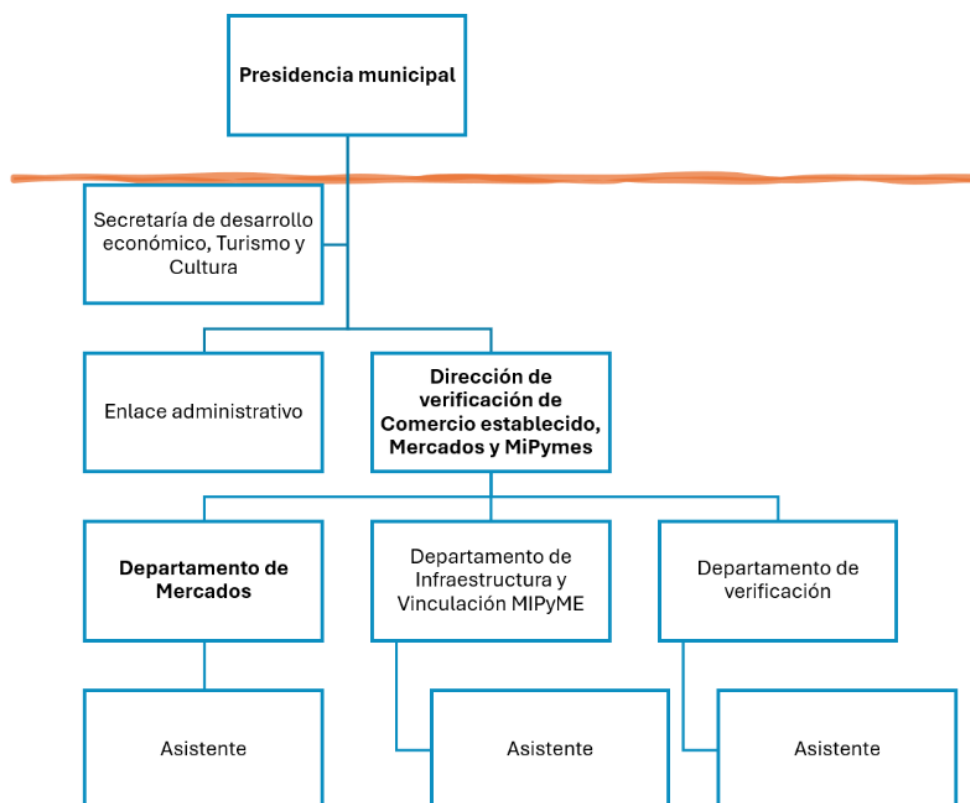 Presidencia municipal
Secretaría de desarrollo
económico, Turismo y
Cultura
Enlace administrativo
Dirección de
verificación de
Comercio establecido,
Mercados y MiPymes
Departamento de
Mercados
Departamento de
Infraestructura y
Vinculación MIPyME
Departamento de
verificación
Asistente
Asistente
Asistente